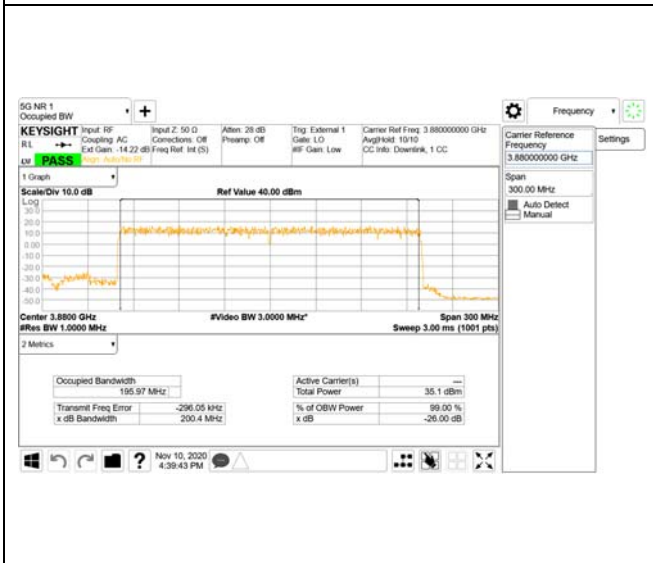 5G NR 1
Occupied BW
+
Frequency
KEYSIGHT Input: RF Input Z: 50 Ω Atten: 28 dB Trig: External 1 Carrier Ref Freq: 3.880000000 GHz
RL Coupling: AC Corrections: Off Preamp: Off Gate: LO Avg|Hold: 10/10
Ext Gain: -14.22 dB Freq Ref: Int (S) #IF Gain: Low CC Info: Downlink, 1 CC
PASS Align: Auto/No RF
Carrier Reference
Frequency
3.880000000 GHz
Settings
Span
300.00 MHz
Auto Detect
Manual
1 Graph
Scale/Div 10.0 dB Ref Value 40.00 dBm
Log
30.0
20.0
10.0
0.00
-10.0
-20.0
-30.0
-40.0
-50.0
Center 3.8800 GHz #Video BW 3.0000 MHz* Span 300 MHz
#Res BW 1.0000 MHz Sweep 3.00 ms (1001 pts)
2 Metrics
Occupied Bandwidth Active Carrier(s) ---
195.97 MHz Total Power 35.1 dBm
Transmit Freq Error -296.05 kHz % of OBW Power 99.00 %
x dB Bandwidth 200.4 MHz x dB -26.00 dB
? Nov 10, 2020
4:39:43 PM